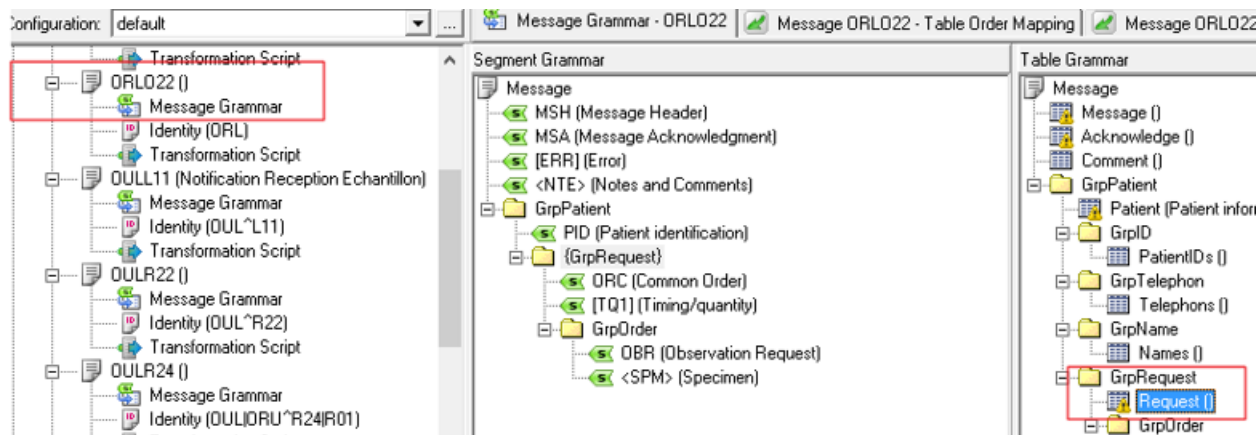 Configuration: default ...
Transformation Script
ORLO22 ()
Message Grammar
Identity (ORL)
Transformation Script
OULL11 (Notification Reception Echantillon)
Message Grammar
Identity (OUL^L11)
Transformation Script
OULR22 ()
Message Grammar
Identity (OUL^R22)
Transformation Script
OULR24 ()
Message Grammar
Identity (OUL|ORU^R24|R01)
Message Grammar - ORLO22
Message ORLO22 - Table Order Mapping
Message ORLO22
Segment Grammar
Message
MSH (Message Header)
MSA (Message Acknowledgment)
[ERR] (Error)
<NTE> (Notes and Comments)
GrpPatient
PID (Patient identification)
{GrpRequest}
ORC (Common Order)
[TQ1] (Timing/quantity)
GrpOrder
OBR (Observation Request)
<SPM> (Specimen)
Table Grammar
Message
Message ()
Acknowledge ()
Comment ()
GrpPatient
Patient (Patient infor
GrpID
PatientIDs ()
GrpTelephon
Telephons ()
GrpName
Names ()
GrpRequest
Request ()
GrpOrder